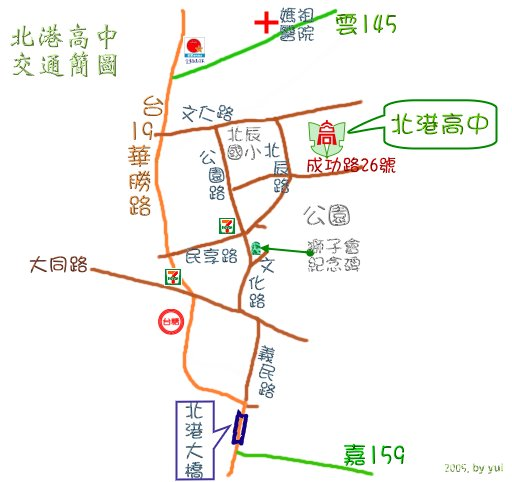 北港高中
交通簡圖
媽祖
醫院
雲145
台
19
華勝路
文仁路
北辰
國小
北辰路
公園路
北港高中
高
成功路26號
公園
7
獅子會
紀念碑
民享路
文化路
大同路
7
台糖
義民路
北港大橋
嘉159
2005, by yui